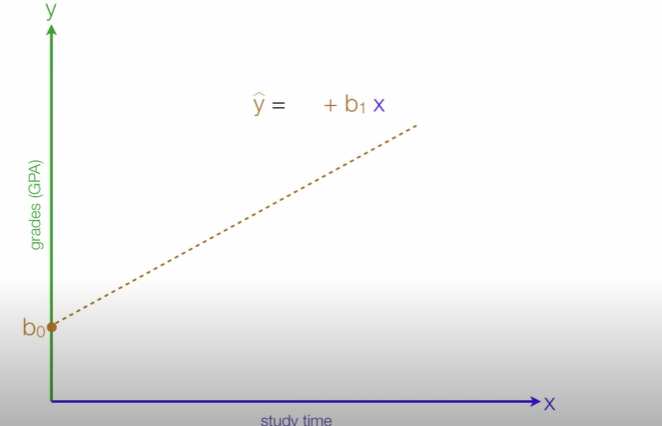 y
ŷ = + b₁ x
grades (GPA)
b₀
x
study time